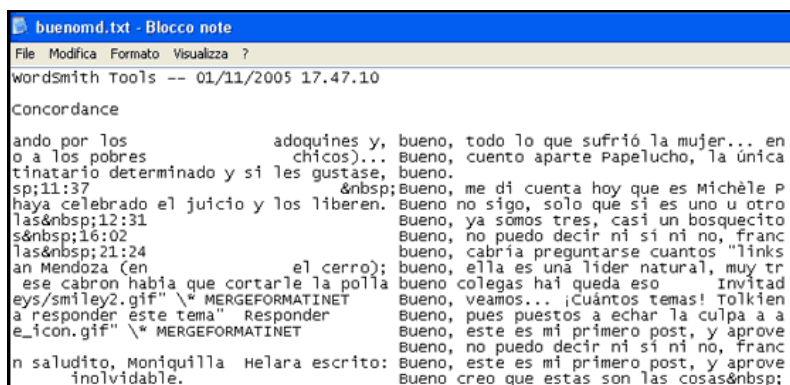 buenomd.txt - Blocco note
File Modifica Formato Visualizza ?
WordSmith Tools -- 01/11/2005 17.47.10
Concordance
ando por los adoquines y, bueno, todo lo que sufrió la mujer... en
o a los pobres chicos)... Bueno, cuento aparte Papelucho, la única
tinatario determinado y si les gustase, bueno.
sp;11:37 &nbsp;Bueno, me di cuenta hoy que es Michèle P
haya celebrado el juicio y los liberen. Bueno no sigo, solo que si es uno u otro
las&nbsp;12:31 Bueno, ya somos tres, casi un bosquecito
s&nbsp;16:02 Bueno, no puedo decir ni sí ni no, franc
las&nbsp;21:24 bueno, cabría preguntarse cuantos "links
an Mendoza (en el cerro); bueno, ella es una líder natural, muy tr
ese cabron habia que cortarle la polla bueno colegas hai queda eso Invitad
eys/smiley2.gif" \* MERGEFORMATINET Bueno, veamos... ¡Cuántos temas! Tolkien
a responder este tema" Responder Bueno, pues puestos a echar la culpa a a
e_icon.gif" \* MERGEFORMATINET Bueno, este es mi primero post, y aprove
Bueno, no puedo decir ni sí ni no, franc
n saludito, Moniquilla Helara escrito: Bueno, este es mi primero post, y aprove
inolvidable. Bueno creo que estas son las cosas&nbsp;